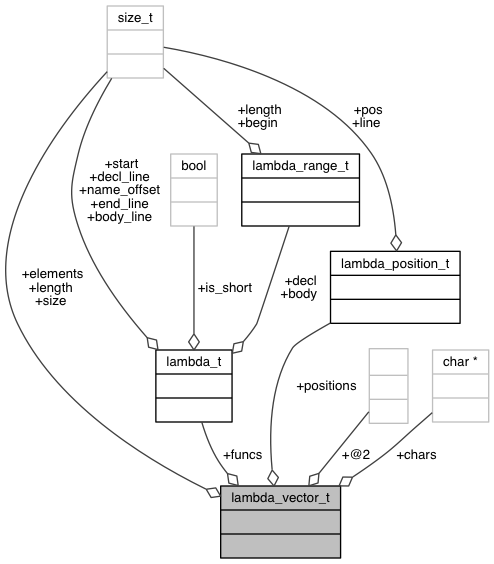 size_t
+length
+begin
+pos
+line
+start
+decl_line
+name_offset
+end_line
+body_line
bool
lambda_range_t
lambda_position_t
+elements
+length
+size
+is_short
+decl
+body
lambda_t
+positions
char *
+funcs
+@2
+chars
lambda_vector_t